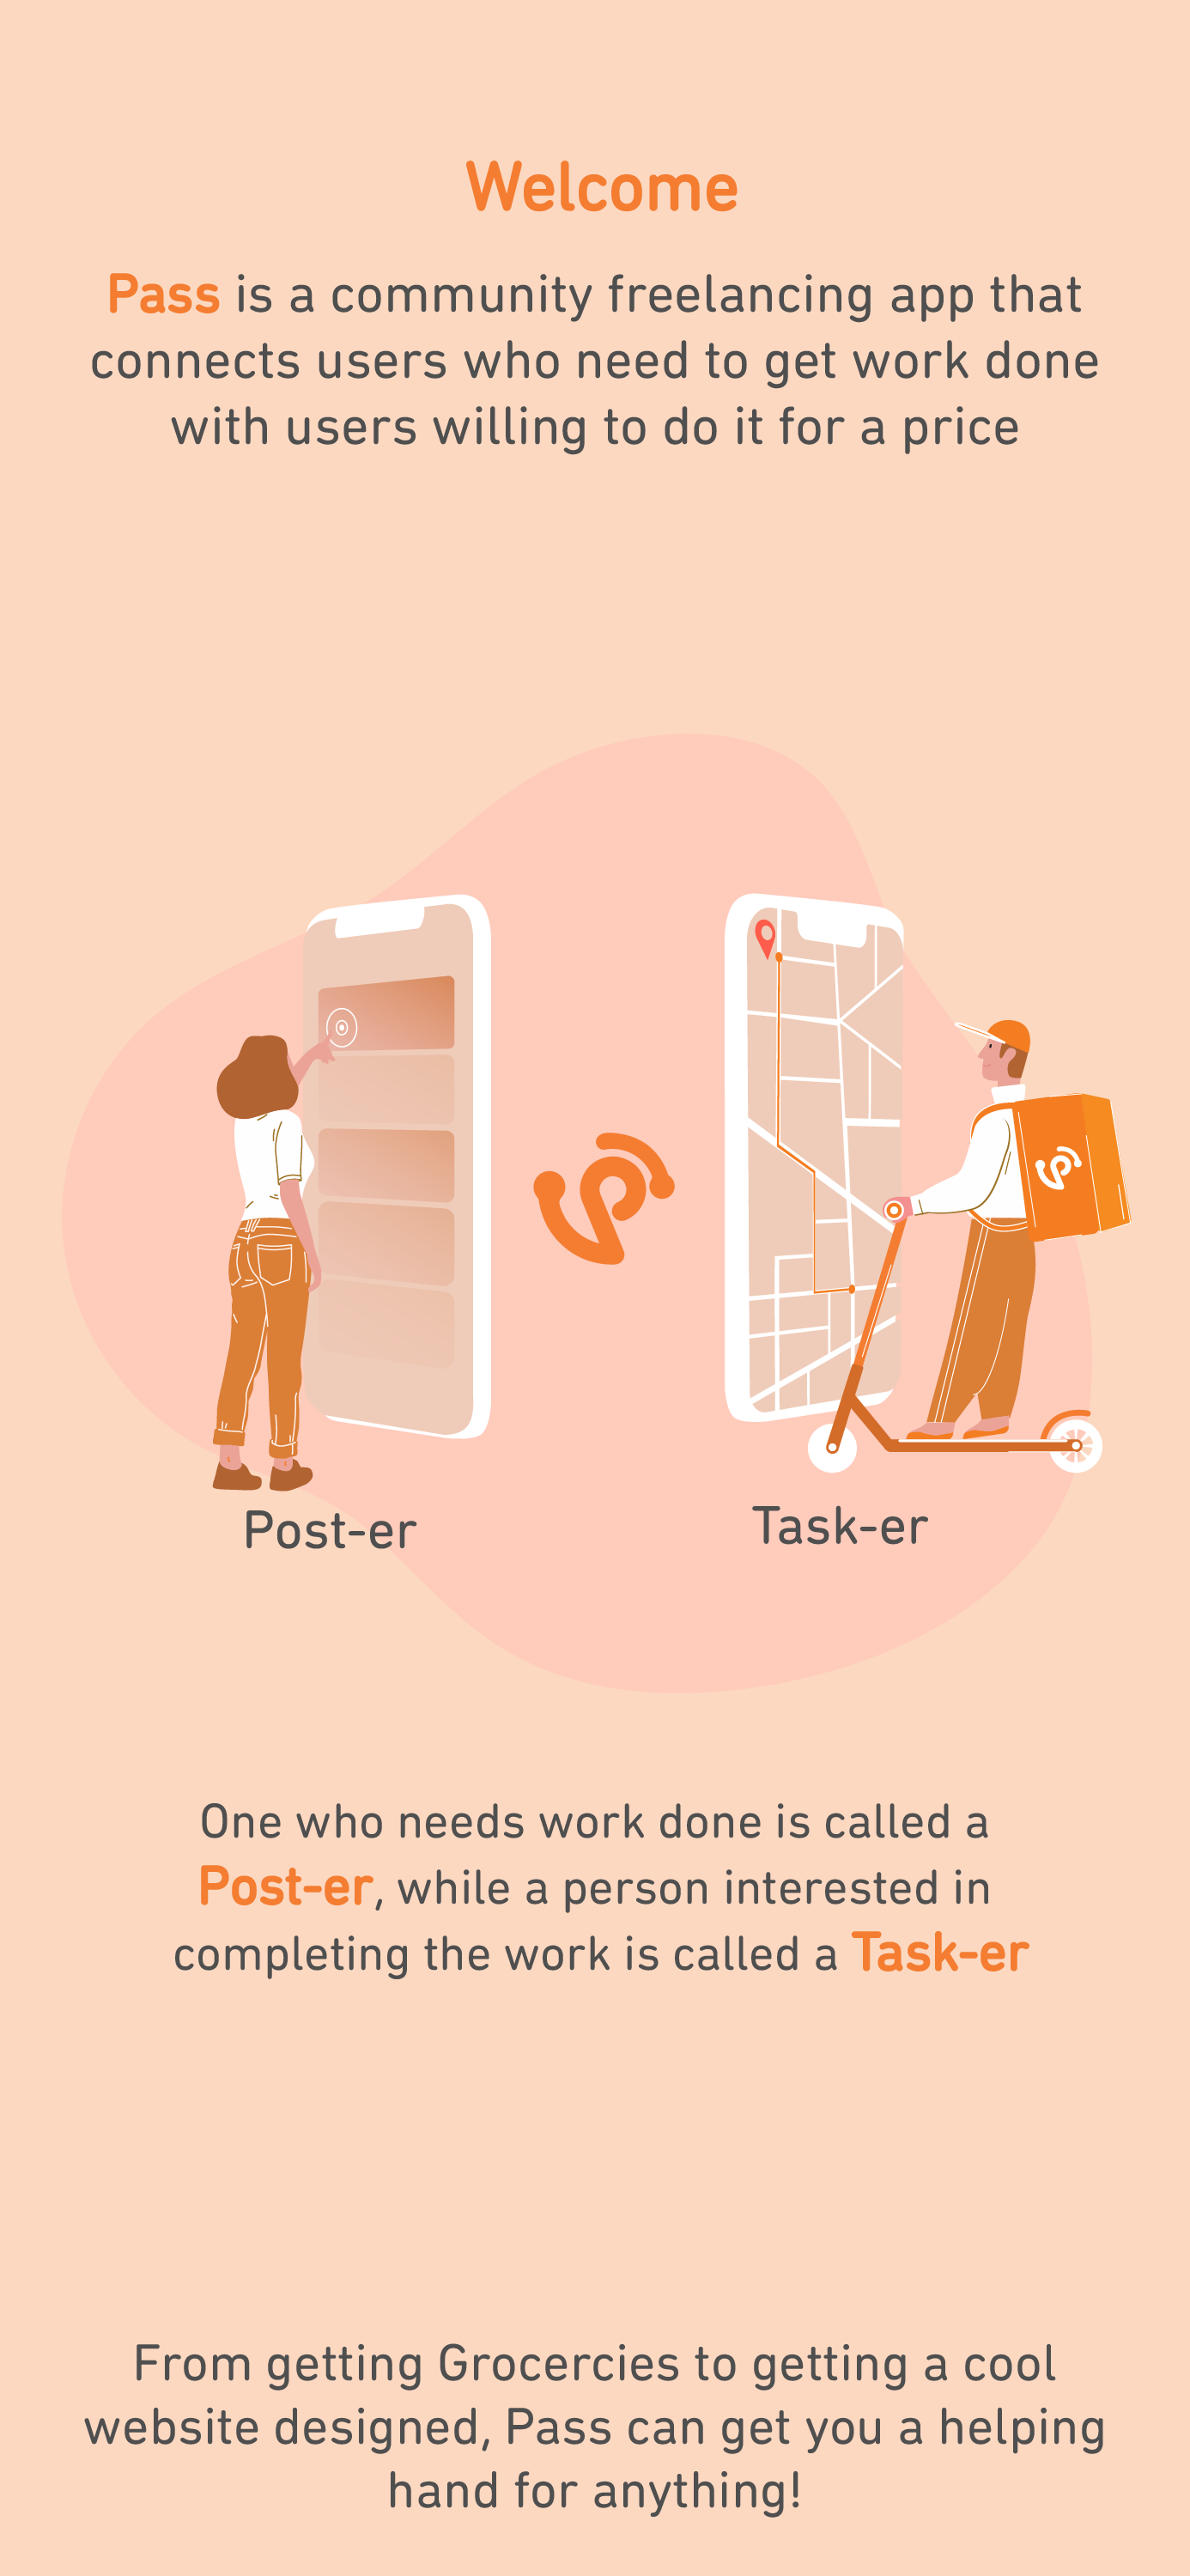 Welcome
Pass is a community freelancing app that
connects users who need to get work done
with users willing to do it for a price
Post-er
Task-er
One who needs work done is called a
Post-er, while a person interested in
completing the work is called a Task-er
From getting Grocercies to getting a cool
website designed, Pass can get you a helping
hand for anything!